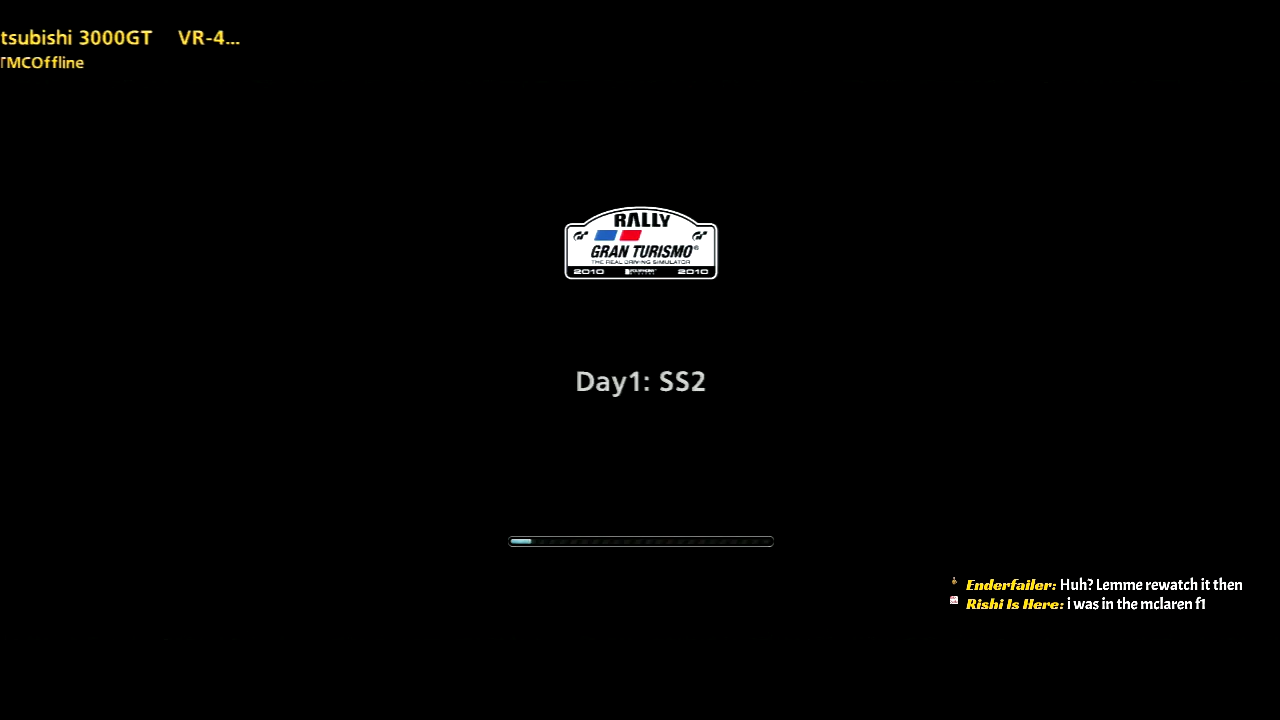 tsubishi 3000GT VR-4...
TMCOffline
RALLY
GRAN TURISMO®
THE REAL DRIVING SIMULATOR
2010 2010
Day1: SS2
Enderfailer: Huh? Lemme rewatch it then
Rishi Is Here: i was in the mclaren f1